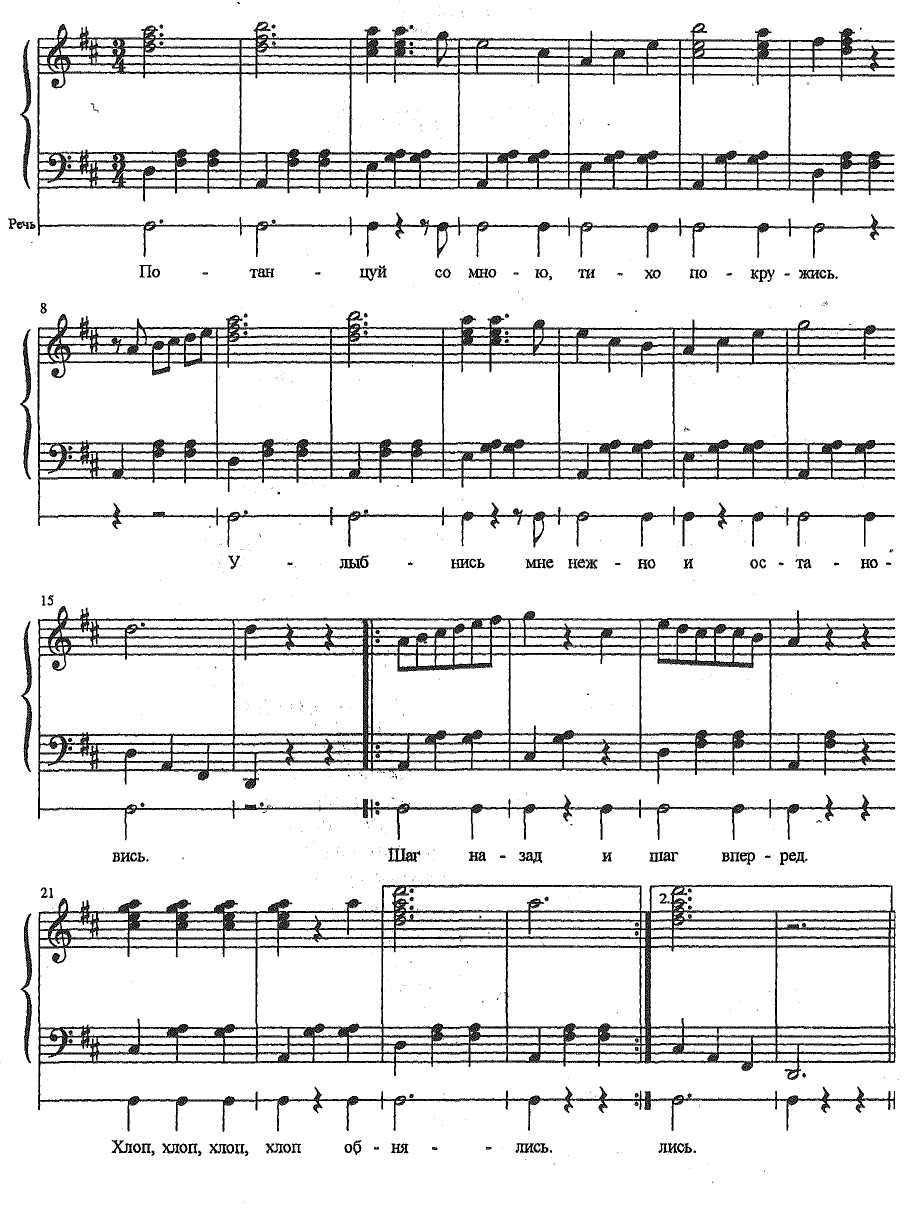 Речь
По - тан - цуй со мно - ю, ти - хо по - кру - жись.
8
У - лыб - нись мне неж - но и ос - та - но -
15
вись. Шаг на - зад и шаг впер - ред.
21
2.
Хлоп, хлоп, хлоп, хлоп об - ня - - лись. лись.